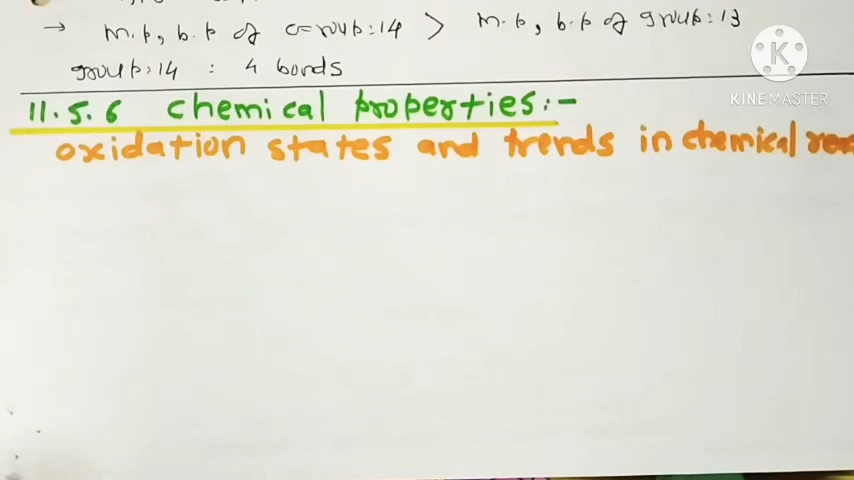 → m.p, b.p of Group:14 > m.p, b.p of group:13
group:14 : 4 bonds
KINEMASTER
11.5.6 chemical properties:-
oxidation states and trends in chemical